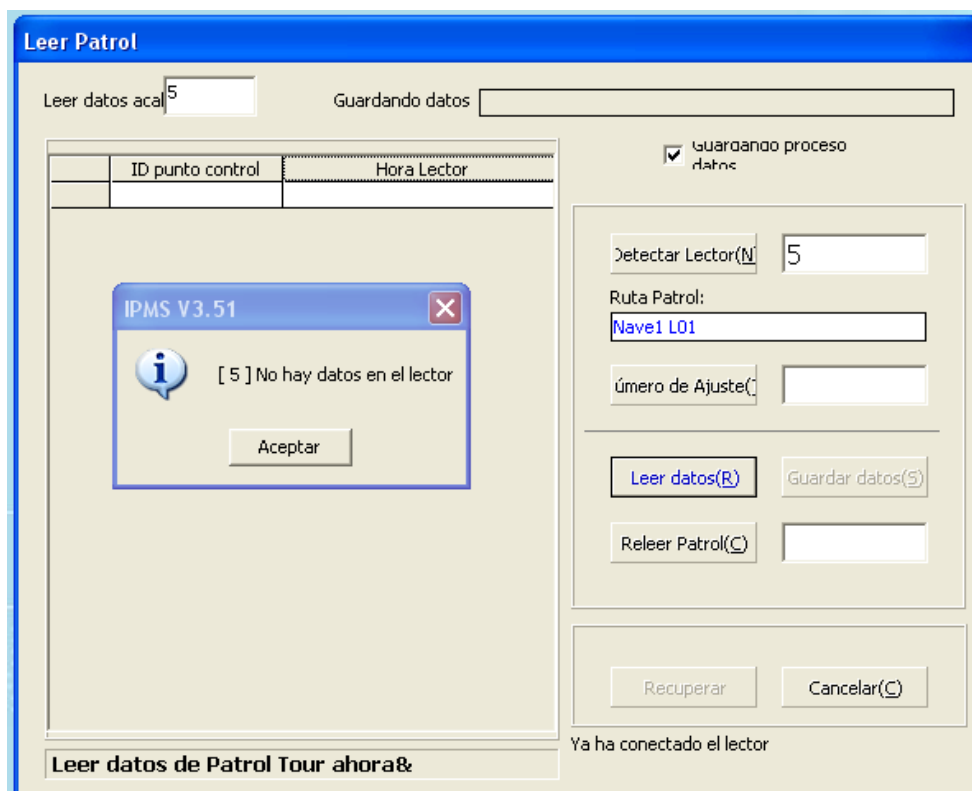 Leer Patrol
Leer datos acal 5
Guardando datos
ID punto control Hora Lector
Guardando proceso
datos
Detectar Lector(N) 5
Ruta Patrol:
Nave1 L01
úmero de Ajuste(
IPMS V3.51
[ 5 ] No hay datos en el lector
Aceptar
Leer datos(R) Guardar datos(S)
Releer Patrol(C)
Recuperar Cancelar(C)
Ya ha conectado el lector
Leer datos de Patrol Tour ahora&